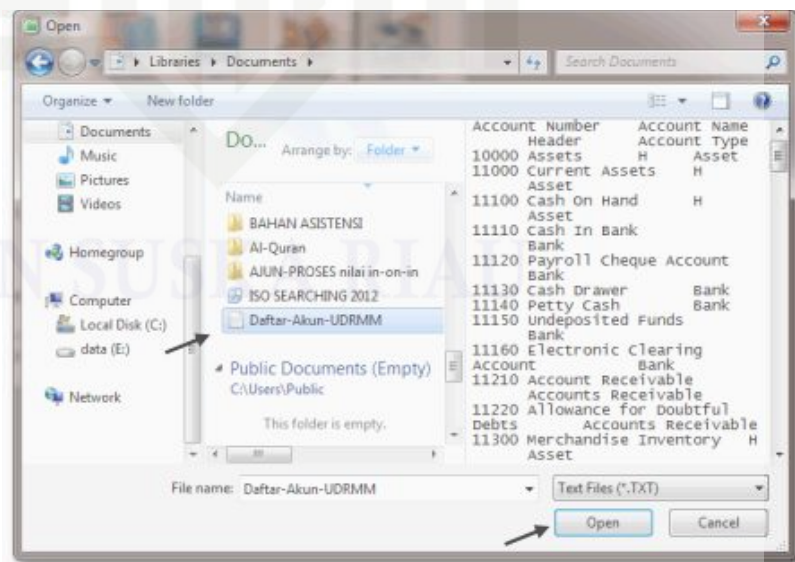 Open
Libraries ▸ Documents ▸
Search Documents
Organize
New folder
Documents
Music
Pictures
Videos
Homegroup
Computer
Local Disk (C:)
data (E:)
Network
Do...
Arrange by: Folder
Name
BAHAN ASISTENSI
Al-Quran
AJUN-PROSES nilai in-on-in
ISO SEARCHING 2012
Daftar-Akun-UDRMM
Public Documents (Empty)
C:\Users\Public
This folder is empty.
Account Number Account Name
Header Account Type
10000 Assets H Asset
11000 Current Assets H
Asset
11100 Cash On Hand H
Asset
11110 Cash In Bank
Bank
11120 Payroll Cheque Account
Bank
11130 Cash Drawer Bank
11140 Petty Cash Bank
11150 Undeposited Funds
Bank
11160 Electronic Clearing
Account Bank
11210 Account Receivable
Accounts Receivable
11220 Allowance for Doubtful
Debts Accounts Receivable
11300 Merchandise Inventory H
Asset
File name: Daftar-Akun-UDRMM
Text Files (*.TXT)
Open
Cancel
N SUSKA RIAU